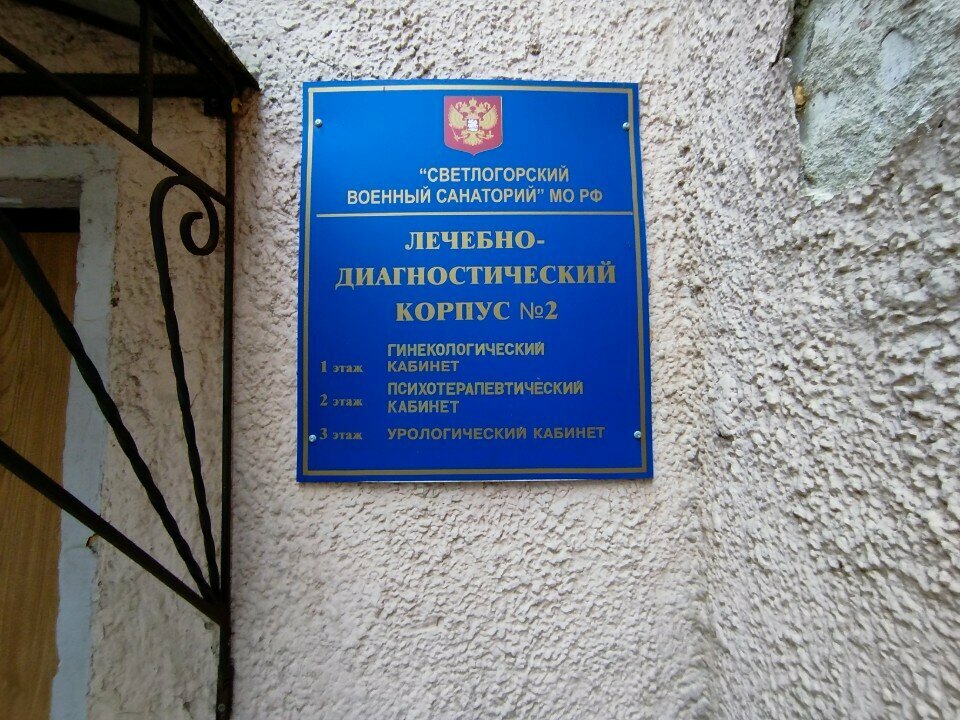 “СВЕТЛОГОРСКИЙ
ВОЕННЫЙ САНАТОРИЙ” МО РФ
ЛЕЧЕБНО-
ДИАГНОСТИЧЕСКИЙ
КОРПУС №2
1 этаж ГИНЕКОЛОГИЧЕСКИЙ
КАБИНЕТ
2 этаж ПСИХОТЕРАПЕВТИЧЕСКИЙ
КАБИНЕТ
3 этаж УРОЛОГИЧЕСКИЙ КАБИНЕТ